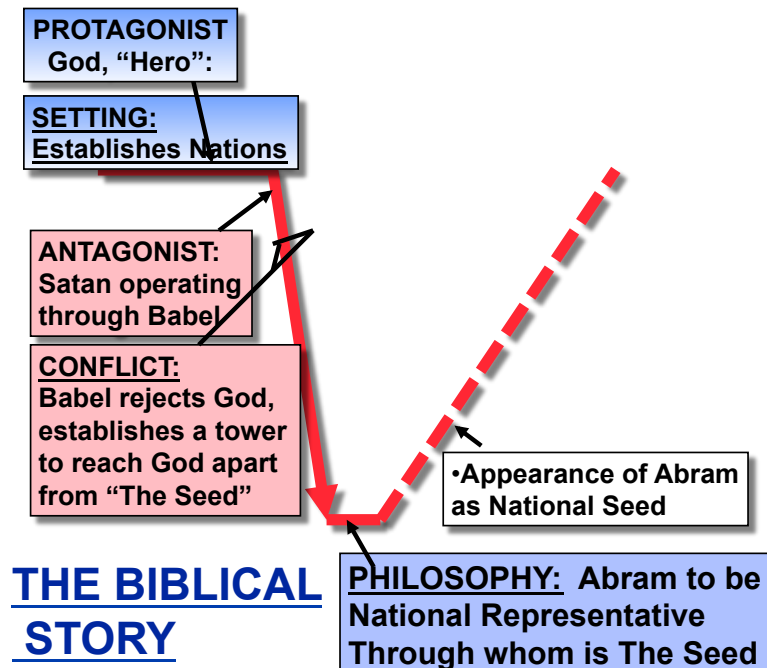 PROTAGONIST
God, “Hero”:
SETTING:
Establishes Nations
ANTAGONIST:
Satan operating
through Babel
CONFLICT:
Babel rejects God,
establishes a tower
to reach God apart
from “The Seed”
•Appearance of Abram
as National Seed
THE BIBLICAL
STORY
PHILOSOPHY: Abram to be
National Representative
Through whom is The Seed